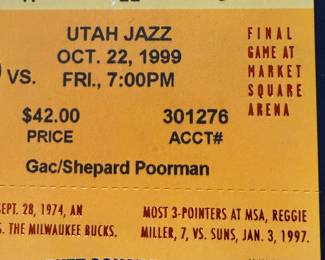 UTAH JAZZ
OCT. 22, 1999
VS. FRI., 7:00PM
FINAL
GAME AT
MARKET
SQUARE
ARENA
$42.00 301276
PRICE ACCT#
Gac/Shepard Poorman
SEPT. 28, 1974, AN
THE MILWAUKEE BUCKS.
MOST 3-POINTERS AT MSA, REGGIE
MILLER, 7, VS. SUNS, JAN. 3, 1997.